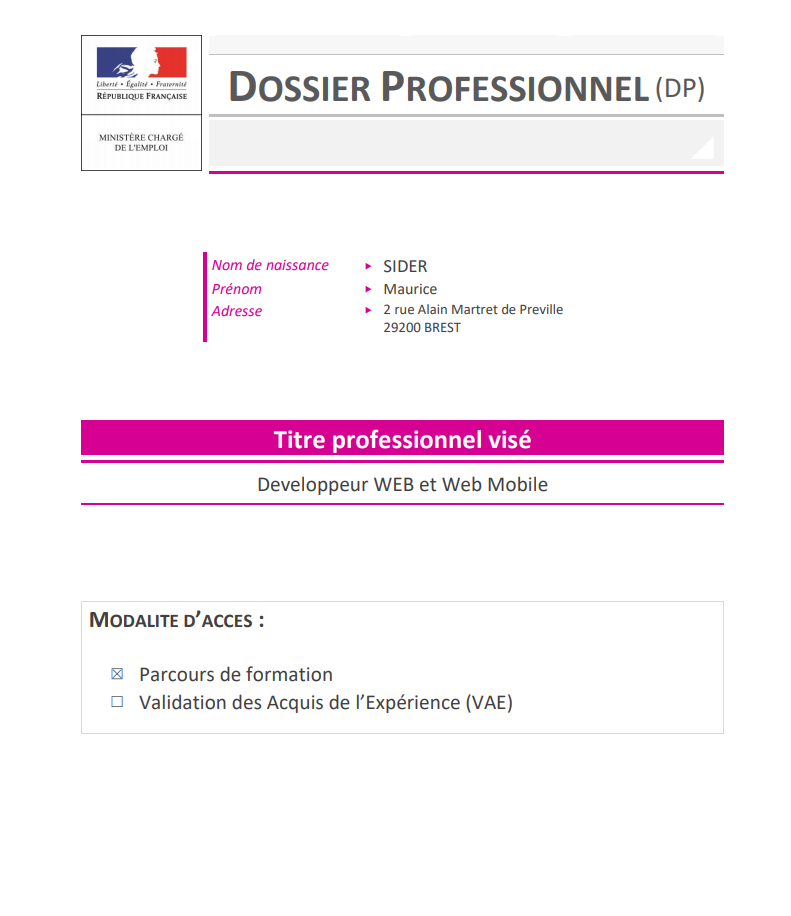 Liberté • Égalité • Fraternité
RÉPUBLIQUE FRANÇAISE
MINISTÈRE CHARGÉ
DE L'EMPLOI
DOSSIER PROFESSIONNEL (DP)
Nom de naissance ▸ SIDER
Prénom ▸ Maurice
Adresse ▸ 2 rue Alain Martret de Preville
29200 BREST
Titre professionnel visé
Developpeur WEB et Web Mobile
MODALITE D’ACCES :
☒ Parcours de formation
☐ Validation des Acquis de l’Expérience (VAE)